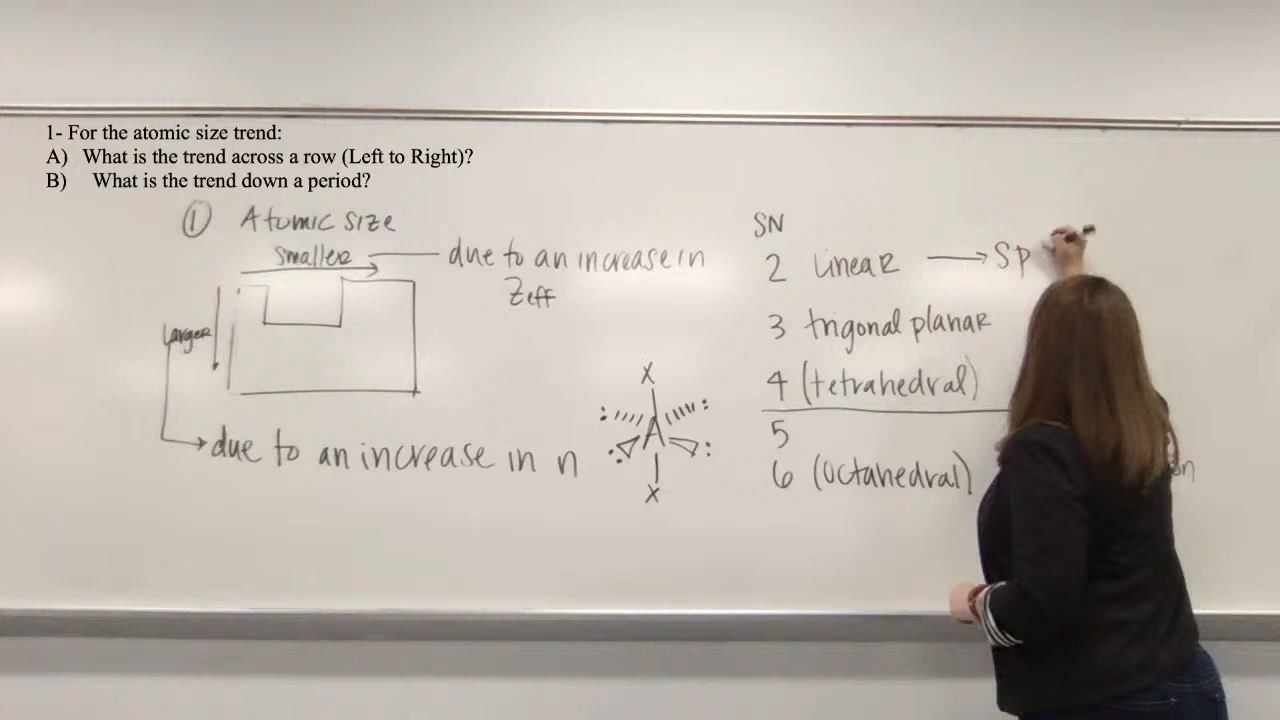 1- For the atomic size trend:
A) What is the trend across a row (Left to Right)?
B) What is the trend down a period?
① Atomic size
smaller
due to an increase in
Zeff
Larger
due to an increase in n
X
: :
A
: :
X
SN
2 linear → Sp
3 trigonal planar
4 (tetrahedral)
5
6 (octahedral)